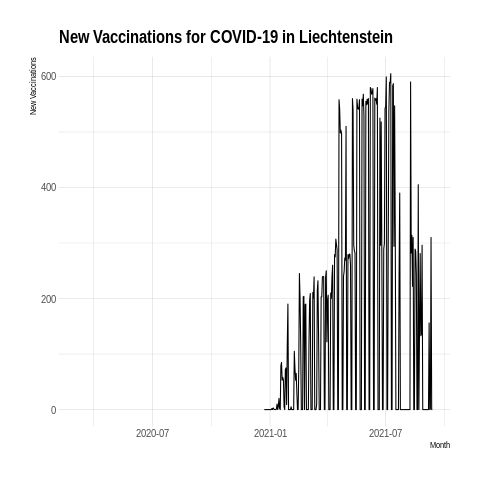 New Vaccinations for COVID-19 in Liechtenstein
New Vaccinations
600
400
200
0
2020-07
2021-01
2021-07
Month